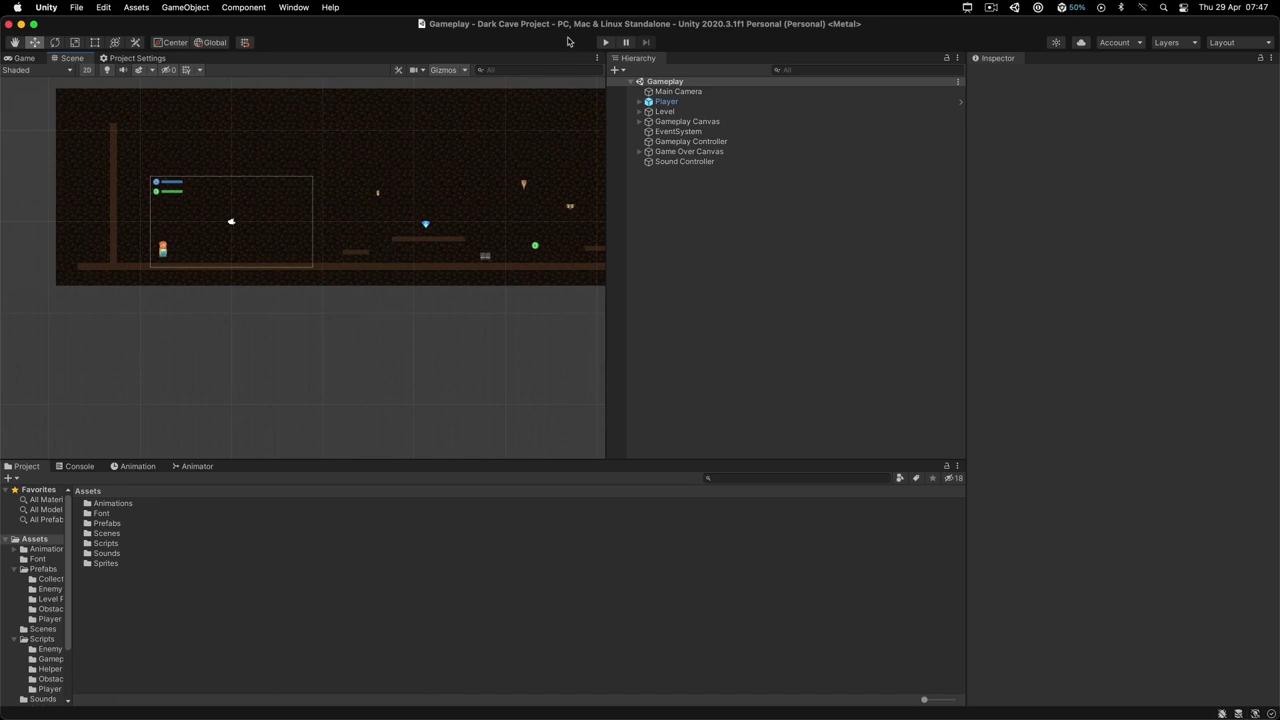 Unity File Edit Assets GameObject Component Window Help 50% Thu 29 Apr 07:47
Gameplay - Dark Cave Project - PC, Mac & Linux Standalone - Unity 2020.3.1f1 Personal (Personal) <Metal>
Center Global Account Layers Layout
Game Scene Project Settings Hierarchy Inspector
Shaded 2D 0 Gizmos All All
Gameplay
Main Camera
Player
Level
Gameplay Canvas
EventSystem
Gameplay Controller
Game Over Canvas
Sound Controller
Project Console Animation Animator
18
Favorites
All Materi
All Model
All Prefab
Assets
Animation
Font
Prefabs
Collect
Enemy
Level P
Obstac
Player
Scenes
Scripts
Enemy
Gamep
Helper
Obstac
Player
Sounds
Assets
Animations
Font
Prefabs
Scenes
Scripts
Sounds
Sprites